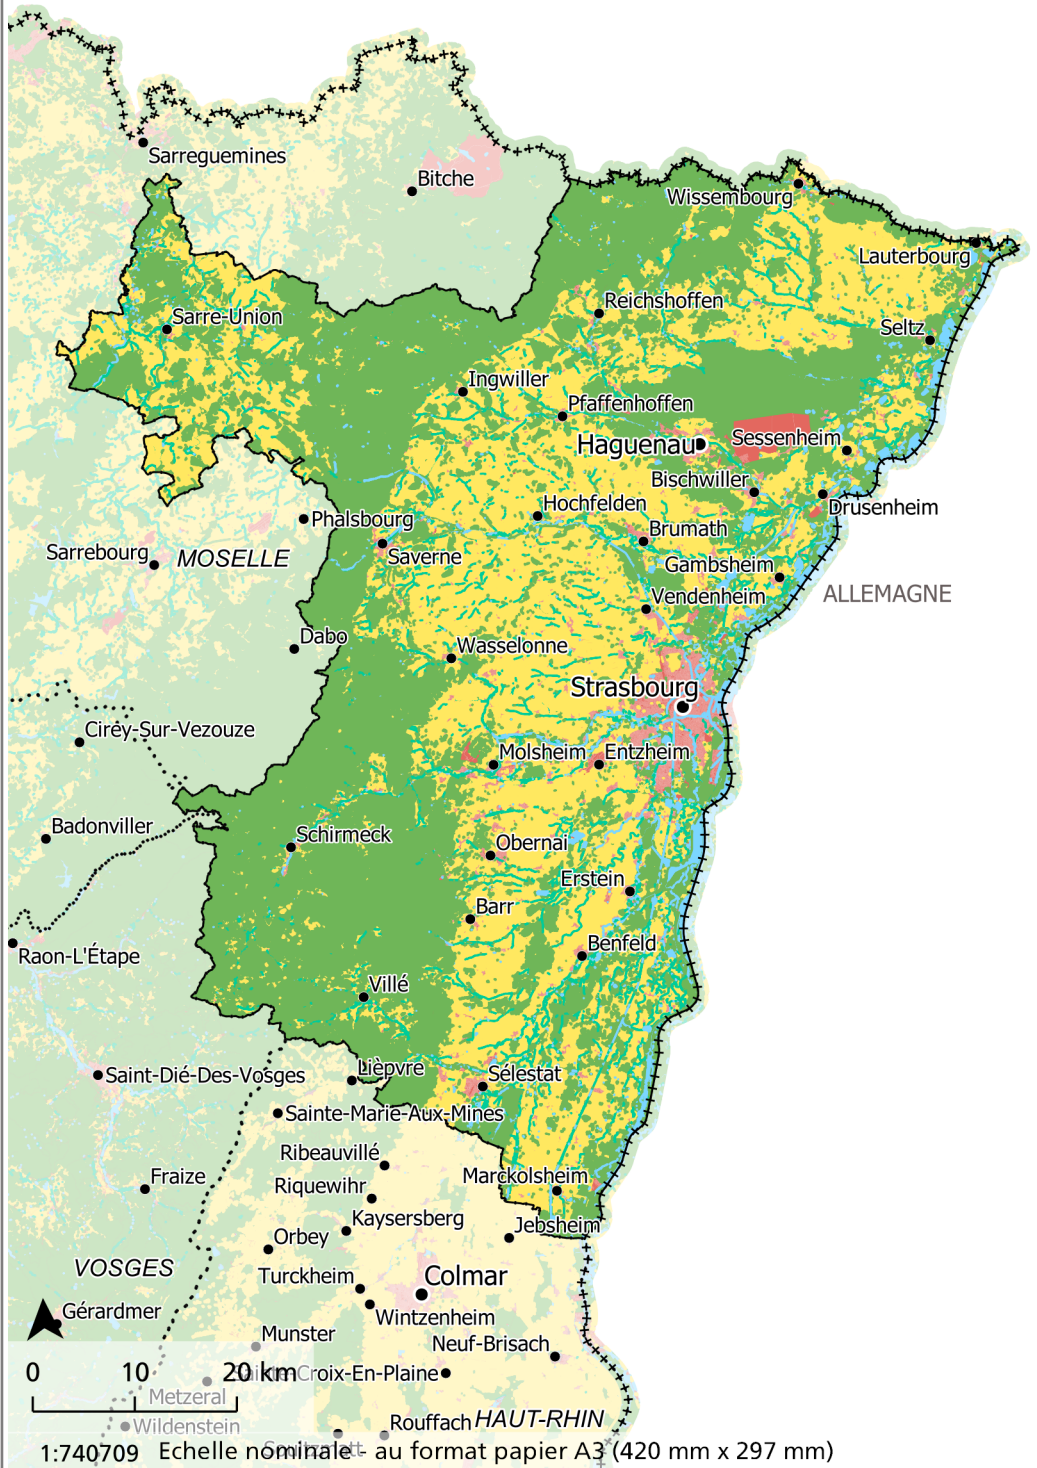 Sarreguemines
Bitche
Wissembourg
Lauterbourg
Reichshoffen
Sarre-Union
Seltz
Ingwiller
Pfaffenhoffen
Haguenau
Sessenheim
Bischwiller
Hochfelden
Drusenheim
Phalsbourg
Brumath
Sarrebourg
MOSELLE
Saverne
Gambsheim
Vendenheim
ALLEMAGNE
Dabo
Wasselonne
Strasbourg
Cirey-Sur-Vezouze
Molsheim
Entzheim
Badonviller
Schirmeck
Obernai
Erstein
Barr
Benfeld
Raon-L'Étape
Villé
Lièpvre
Saint-Dié-Des-Vosges
Sélestat
Sainte-Marie-Aux-Mines
Ribeauvillé
Fraize
Riquewihr
Marckolsheim
Kaysersberg
Jebsheim
Orbey
VOSGES
Turckheim
Colmar
Gérardmer
Wintzenheim
Munster
Neuf-Brisach
0 10 20 km
Sainte-Croix-En-Plaine
Metzeral
Wildenstein
Rouffach
HAUT-RHIN
Soultzmatt
1:740709 Echelle nominale - au format papier A3 (420 mm x 297 mm)